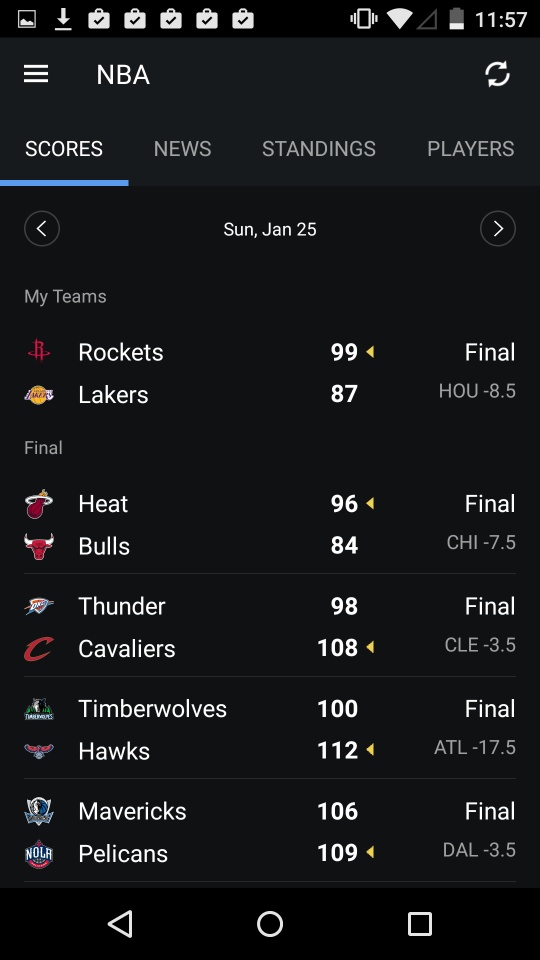 11:57
NBA
SCORES NEWS STANDINGS PLAYERS
Sun, Jan 25
My Teams
Rockets 99 Final
Lakers 87 HOU -8.5
Final
Heat 96 Final
Bulls 84 CHI -7.5
Thunder 98 Final
Cavaliers 108 CLE -3.5
Timberwolves 100 Final
Hawks 112 ATL -17.5
Mavericks 106 Final
Pelicans 109 DAL -3.5